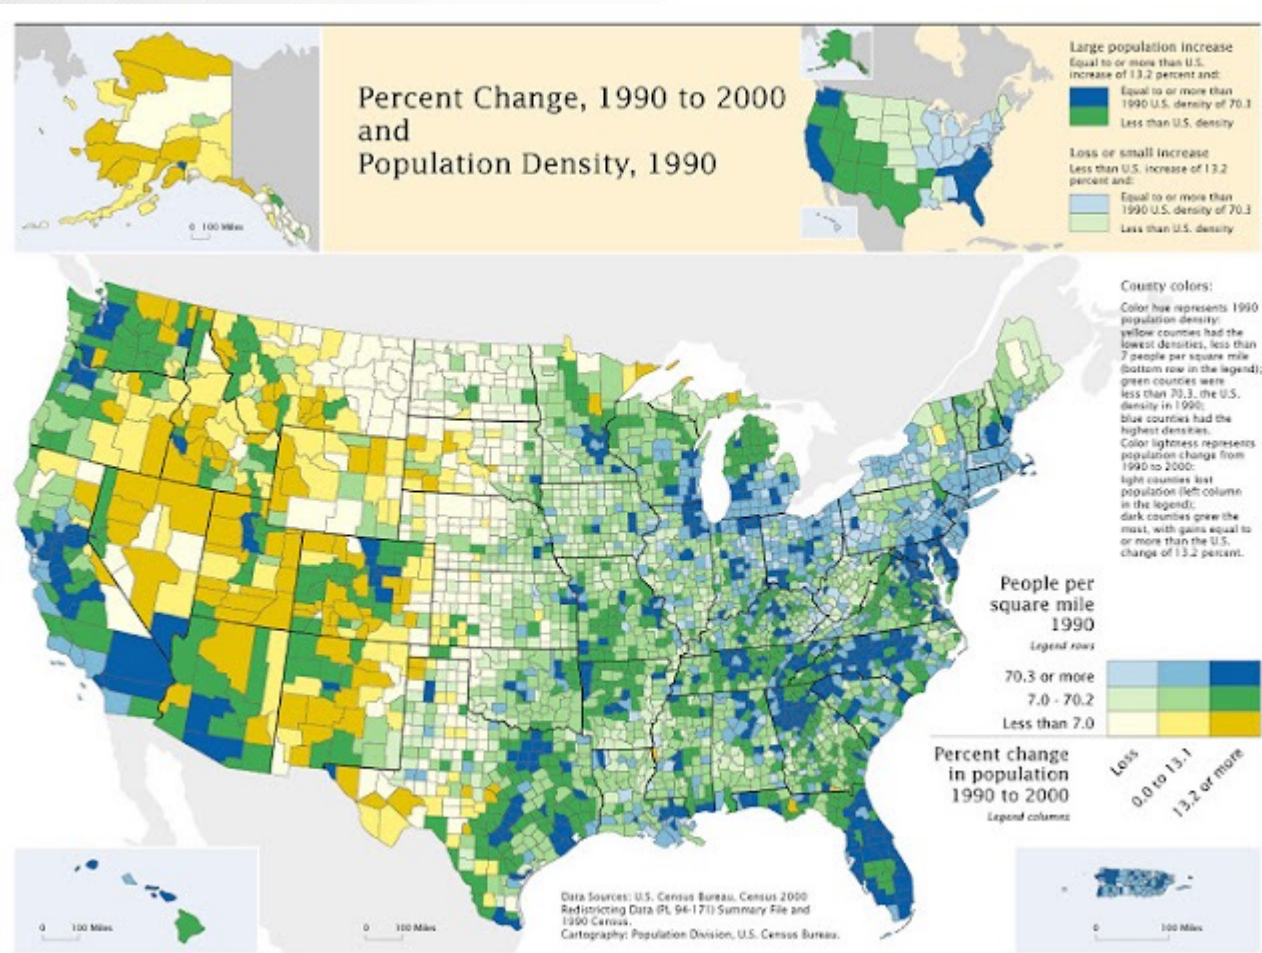 Percent Change, 1990 to 2000
and
Population Density, 1990
0 100 Miles
Large population increase
Equal to or more than U.S.
increase of 13.2 percent and:
Equal to or more than
1990 U.S. density of 70.3
Less than U.S. density
Loss or small increase
Less than U.S. increase of 13.2
percent and:
Equal to or more than
1990 U.S. density of 70.3
Less than U.S. density
County colors:
Color hue represents 1990
population density:
yellow counties had the
lowest densities, less than
7 people per square mile
(bottom row in the legend);
green counties were
less than 70.3, the U.S.
density in 1990;
blue counties had the
highest densities.
Color lightness represents
population change from
1990 to 2000:
light counties lost
population (left column
in the legend);
dark counties grew the
most, with gains equal to
or more than the U.S.
change of 13.2 percent.
People per
square mile
1990
Legend rows
70.3 or more
7.0 - 70.2
Less than 7.0
Percent change
in population
1990 to 2000
Legend columns
Loss
0.0 to 13.1
13.2 or more
Data Sources: U.S. Census Bureau, Census 2000
Redistricting Data (PL 94-171) Summary File and
1990 Census.
Cartography: Population Division, U.S. Census Bureau.
0 100 Miles
0 100 Miles
0 100 Miles